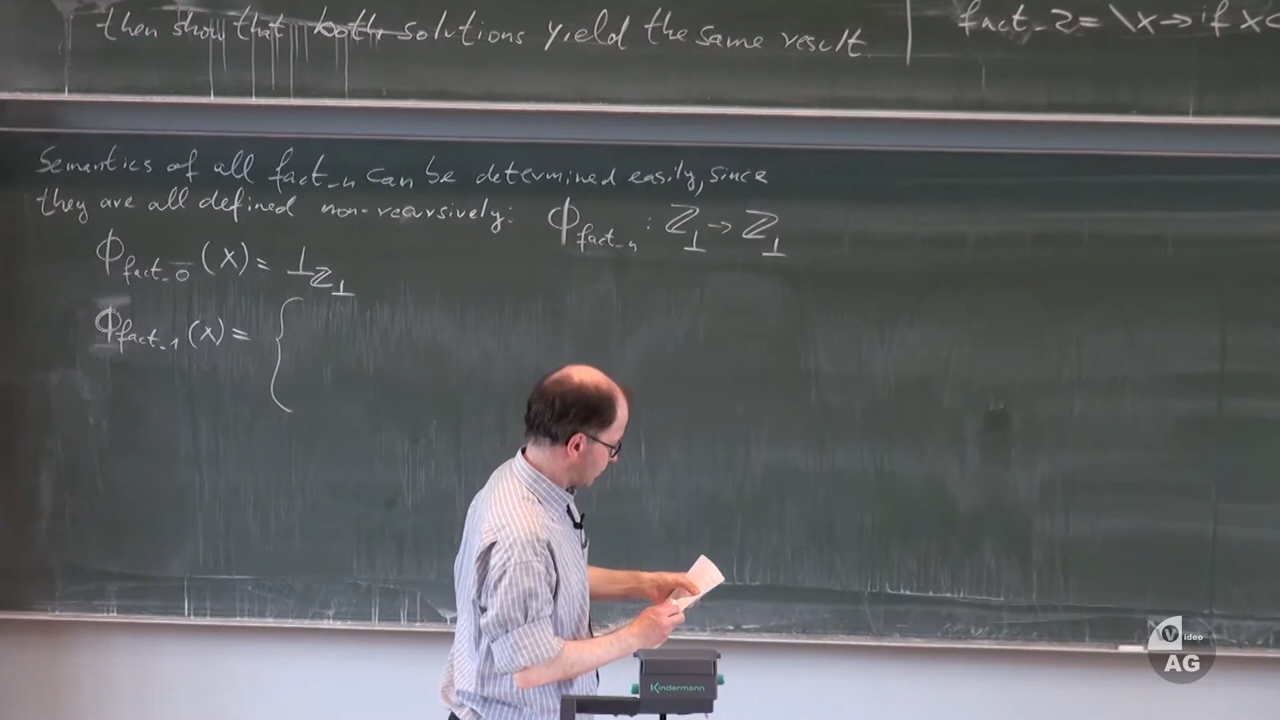 then show that both solutions yield the same result
fact_2 = \x → if x <
Semantics of all fact_n can be determined easily, since
they are all defined non-recursively: Φfact_n : ℤ⊥ → ℤ⊥
Φfact_0 (x) = ⊥ℤ⊥
Φfact_1 (x) = {
Kindermann
Video
AG